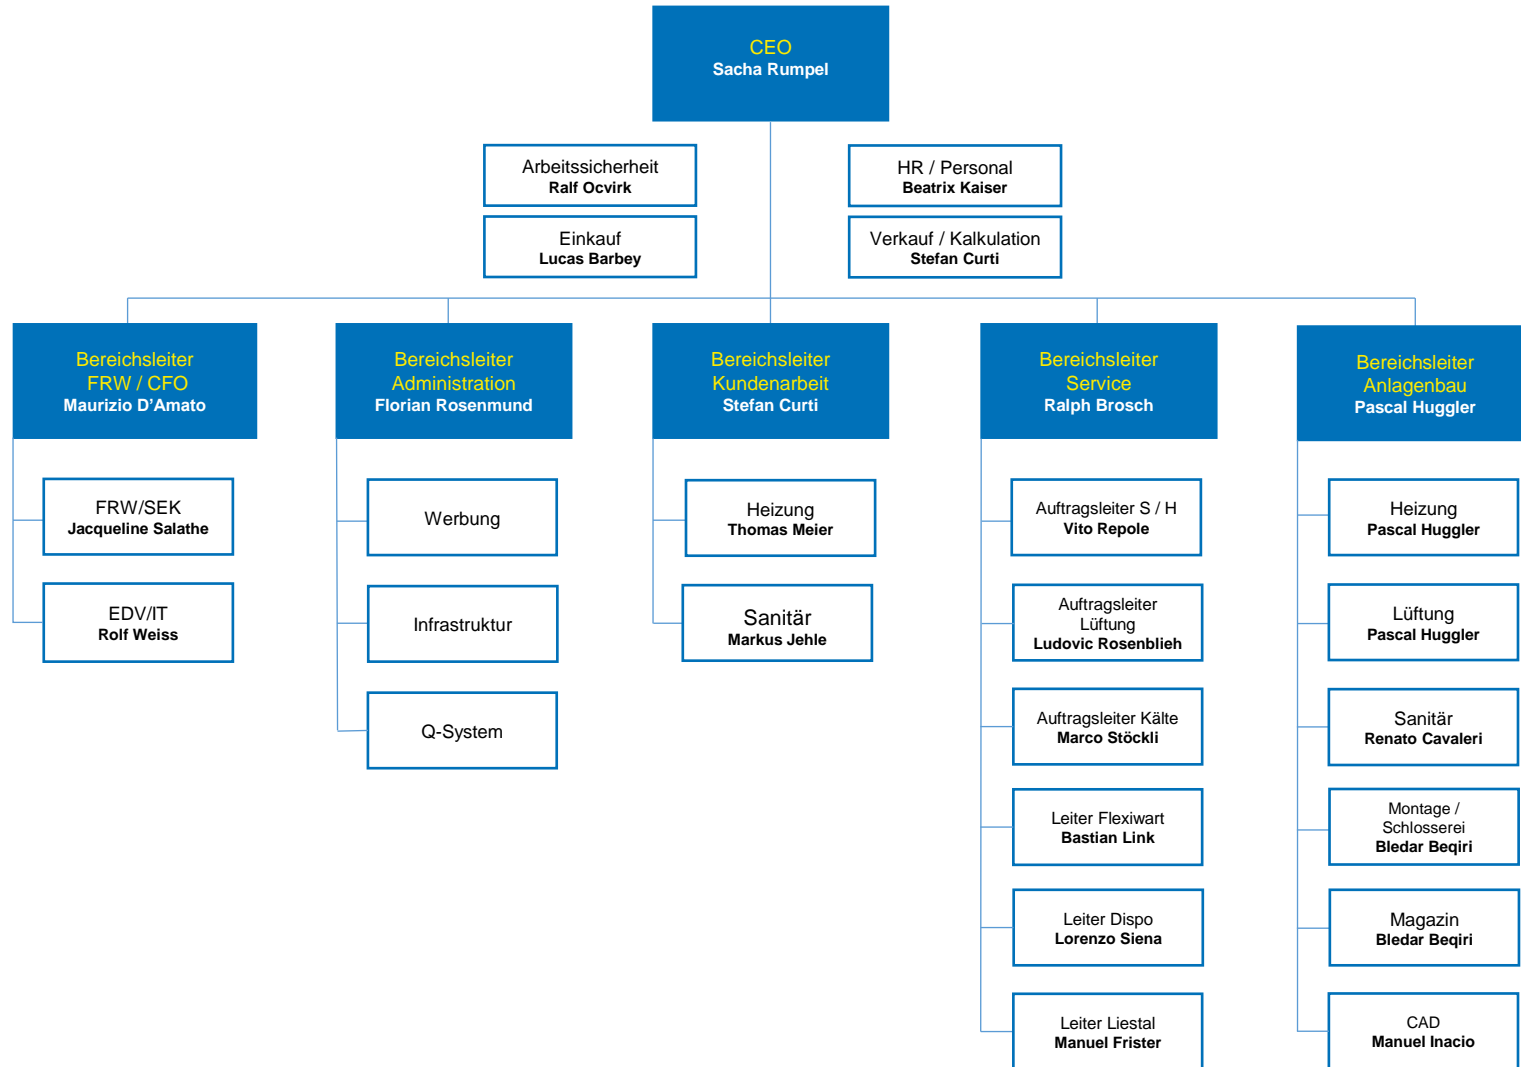 CEO
Sacha Rumpel
Arbeitssicherheit
Ralf Ocvirk
HR / Personal
Beatrix Kaiser
Einkauf
Lucas Barbey
Verkauf / Kalkulation
Stefan Curti
Bereichsleiter
FRW / CFO
Maurizio D’Amato
Bereichsleiter
Administration
Florian Rosenmund
Bereichsleiter
Kundenarbeit
Stefan Curti
Bereichsleiter
Service
Ralph Brosch
Bereichsleiter
Anlagenbau
Pascal Huggler
FRW/SEK
Jacqueline Salathe
EDV/IT
Rolf Weiss
Werbung
Infrastruktur
Q-System
Heizung
Thomas Meier
Sanitär
Markus Jehle
Auftragsleiter S / H
Vito Repole
Auftragsleiter
Lüftung
Ludovic Rosenblieh
Auftragsleiter Kälte
Marco Stöckli
Leiter Flexiwart
Bastian Link
Leiter Dispo
Lorenzo Siena
Leiter Liestal
Manuel Frister
Heizung
Pascal Huggler
Lüftung
Pascal Huggler
Sanitär
Renato Cavaleri
Montage /
Schlosserei
Bledar Beqiri
Magazin
Bledar Beqiri
CAD
Manuel Inacio